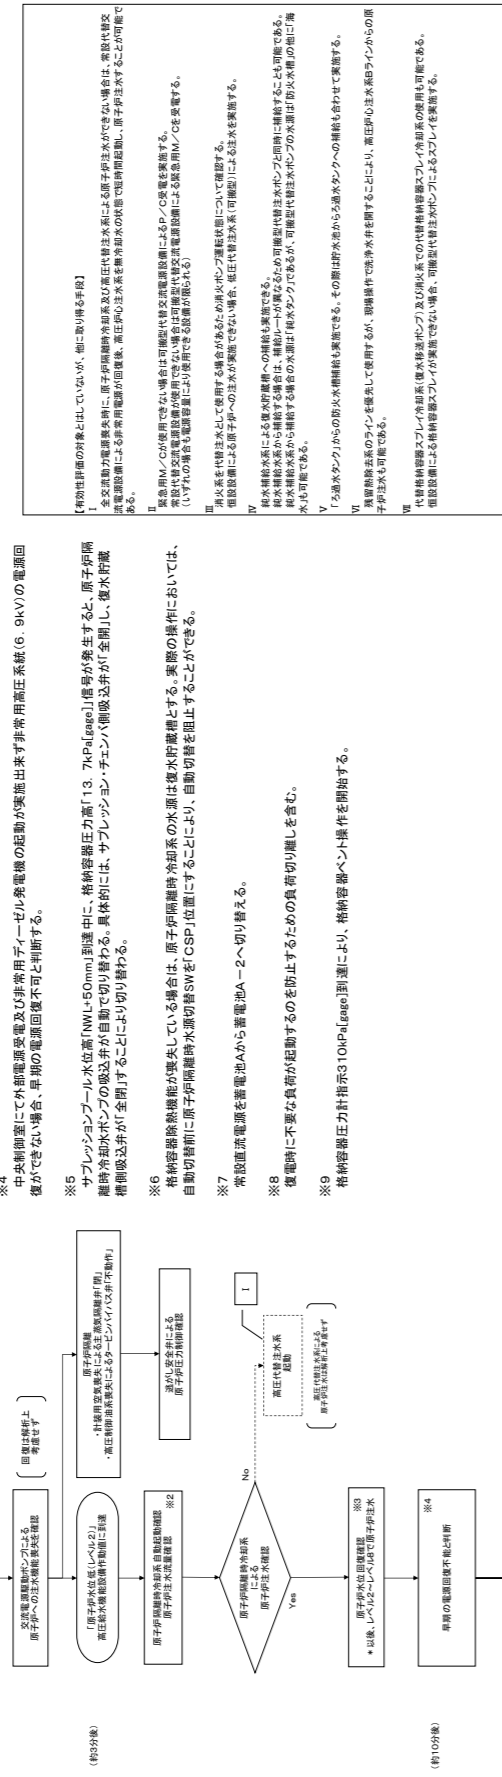 交流電源駆動ポンプによる
原子炉への注水機能喪失を確認
回復は解析上
考慮せず
(約3分後)
「原子炉水位低(レベル2)」
高圧給水機能設備作動値に到達
原子炉隔離
・計装用空気喪失による主蒸気隔離弁「閉」
・高圧制御油系喪失によるタービンバイパス弁「不動作」
原子炉隔離時冷却系自動起動確認
原子炉注水流量確認
※2
逃がし安全弁による
原子炉圧力制御確認
原子炉隔離時冷却系
による
原子炉注水確認
No
Yes
Ⅰ
高圧代替注水系
起動
高圧代替注水系による
原子炉注水は解析上考慮せず
原子炉水位回復確認
※3
*以後、レベル2~レベル8で原子炉注水
(約10分後)
早期の電源回復不能と判断
※4
※4
中央制御室にて外部電源受電及び非常用ディーゼル発電機の起動が実施出来ず非常用高圧系統(6.9kV)の電源回
復ができない場合、早期の電源回復不可と判断する。
※5
サプレッションプール水位高「NWL+50mm」到達中に、格納容器圧力高「13.7kPa[gage]」信号が発生すると、原子炉隔
離時冷却水ポンプの吸込弁が自動で切り替わる。具体的には、サプレッション・チェンバ側吸込弁が「全開」し、復水貯蔵
槽側吸込弁が「全閉」することにより切り替わる。
※6
格納容器除熱機能が喪失している場合は、原子炉隔離時冷却系の水源は復水貯蔵槽とする。実際の操作においては、
自動切替前に原子炉隔離時水源切替SWを「CSP」位置にすることにより、自動切替を阻止することができる。
※7
常設直流電源を蓄電池Aから蓄電池A-2へ切り替える。
※8
復電時に不要な負荷が起動するのを防止するための負荷切り離しを含む。
※9
格納容器圧力計指示310kPa[gage]到達により、格納容器ベント操作を開始する。
【有効性評価の対象とはしていないが、他に取り得る手段】
Ⅰ
全交流動力電源喪失時に、原子炉隔離時冷却系及び高圧代替注水系による原子炉注水ができない場合は、常設代替交
流電源設備による非常用電源が回復後、高圧炉心注水系を無冷却水の状態で短時間起動し、原子炉注水することが可能で
ある。
Ⅱ
緊急用M/Cが使用できない場合は可搬型代替交流電源設備によるP/C受電を実施する。
常設代替交流電源設備が使用できない場合は可搬型代替交流電源設備による緊急用M/Cを受電する。
(いずれの場合も電源容量により使用できる設備が限られる)
Ⅲ
消火系を代替注水として使用する場合があるため消火ポンプ運転状態について確認する。
恒設設備による原子炉への注水が実施できない場合、低圧代替注水系(可搬型)による注水を実施する。
Ⅳ
純水補給水系による復水貯蔵槽への補給も実施できる。
純水補給水系から補給する場合は、補給ルートが異なるため可搬型代替注水ポンプと同時に補給することも可能である。
純水補給水系から補給する場合の水源は「純水タンク」であるが、可搬型代替注水ポンプの水源は「防火水槽」の他に「海
水」も可能である。
Ⅴ
「ろ過水タンク」からの防火水槽補給も実施できる。その際は貯水池からろ過水タンクへの補給も合わせて実施する。
Ⅵ
残留熱除去系のラインを優先して使用するが、現場操作で洗浄水弁を開することにより、高圧炉心注水系Bラインからの原
子炉注水も可能である。
Ⅶ
代替格納容器スプレイ冷却系(復水移送ポンプ)及び消火系での代替格納容器スプレイ冷却系の使用も可能である。
恒設設備による格納容器スプレイが実施できない場合、可搬型代替注水ポンプによるスプレイを実施する。